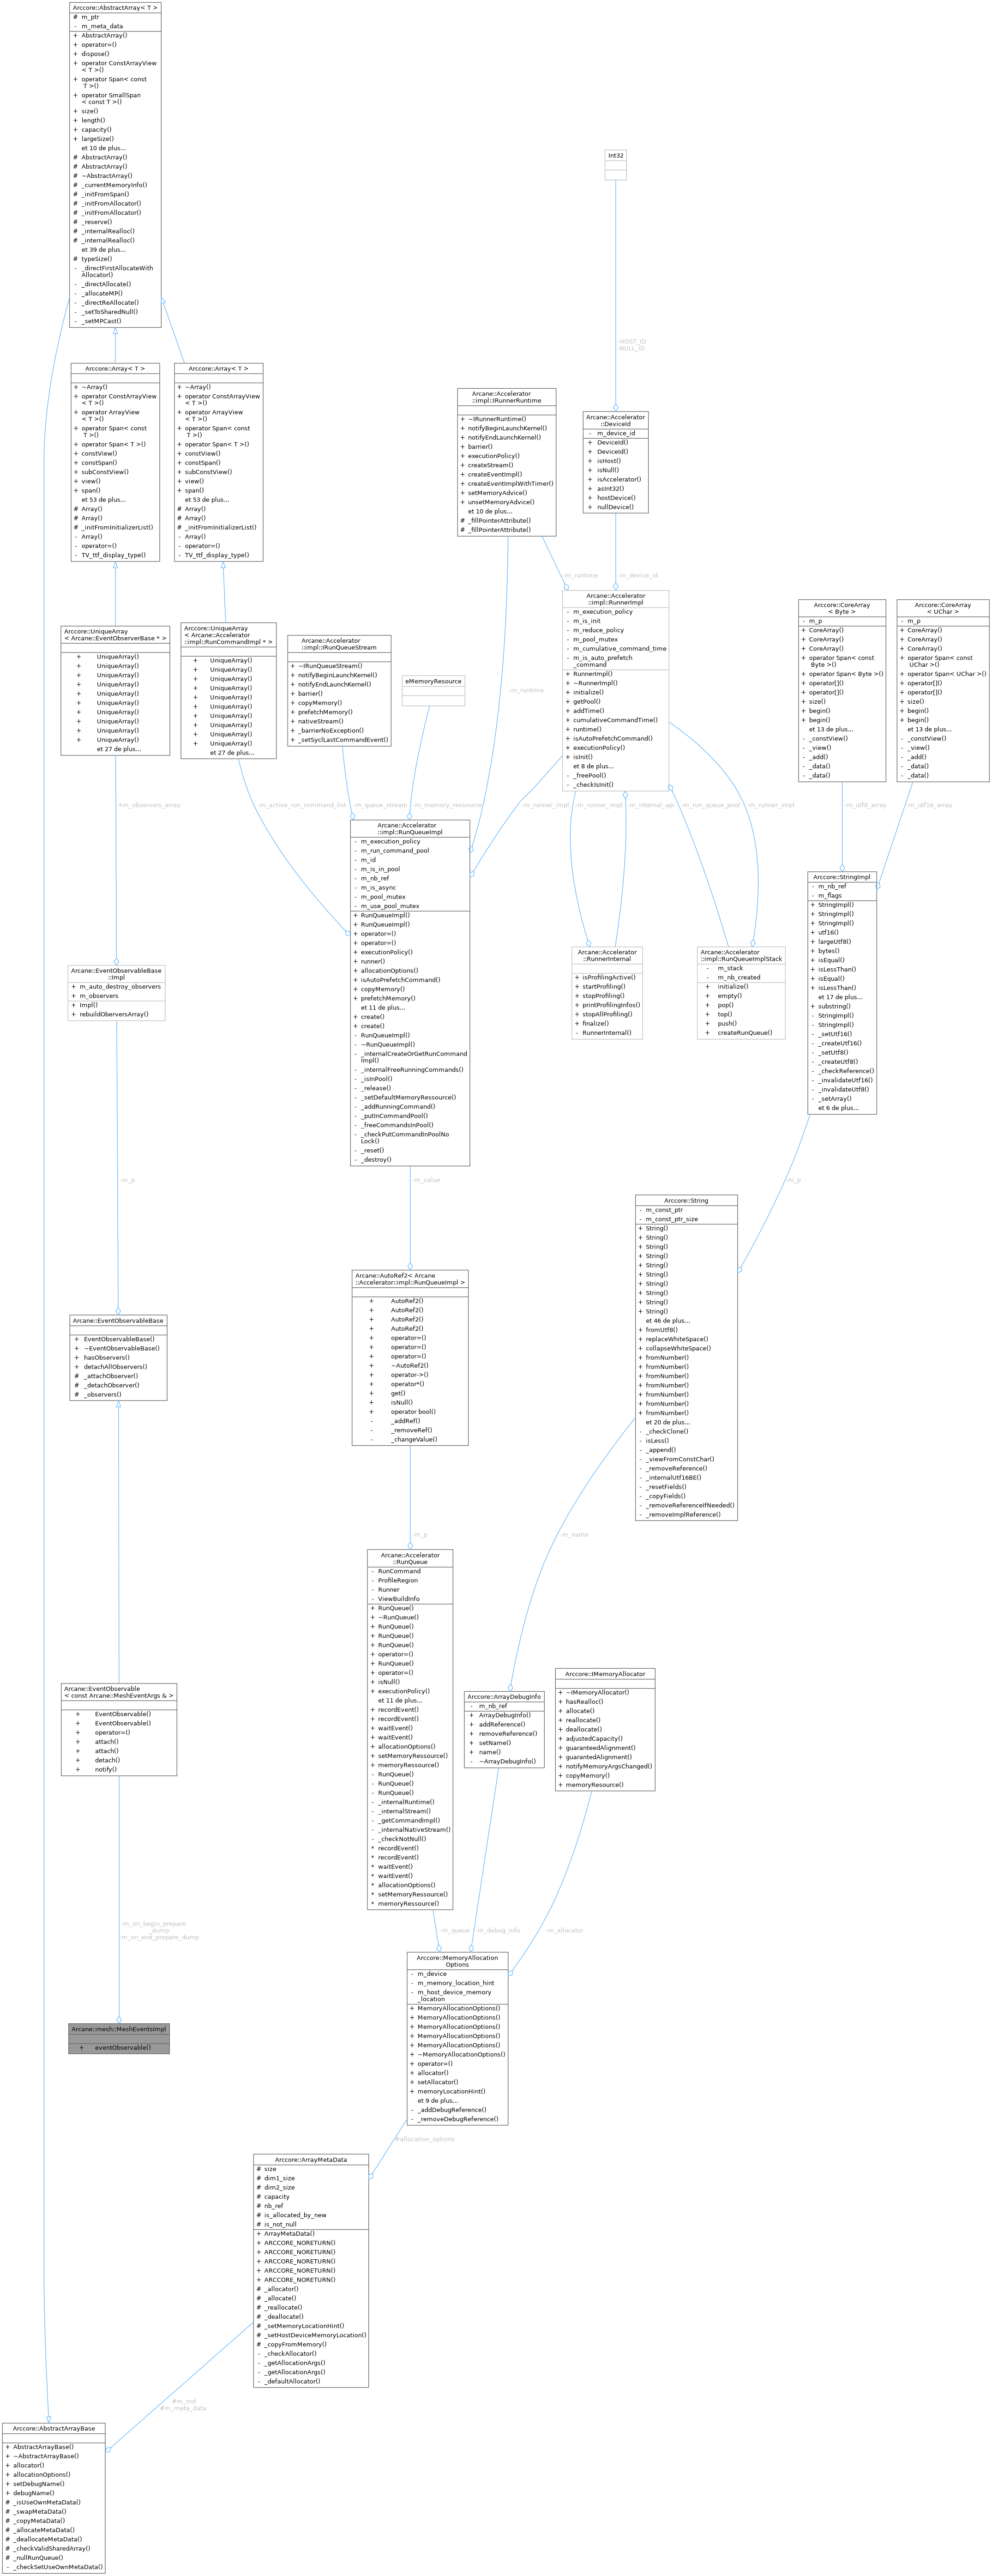 Arccore::AbstractArray< T >
# m_ptr
- m_meta_data
+ AbstractArray()
+ operator=()
+ dispose()
+ operator ConstArrayView
< T >()
+ operator Span< const
T >()
+ operator SmallSpan
< const T >()
+ size()
+ length()
+ capacity()
+ largeSize()
et 10 de plus...
# AbstractArray()
# AbstractArray()
# ~AbstractArray()
# _currentMemoryInfo()
# _initFromSpan()
# _initFromAllocator()
# _initFromAllocator()
# _reserve()
# _internalRealloc()
# _internalRealloc()
et 39 de plus...
# typeSize()
- _directFirstAllocateWith
Allocator()
- _directAllocate()
- _allocateMP()
- _directReAllocate()
- _setToSharedNull()
- _setMPCast()
Int32
-HOST_ID
-NULL_ID
Arccore::Array< T >
+ ~Array()
+ operator ConstArrayView
< T >()
+ operator ArrayView
< T >()
+ operator Span< const
T >()
+ operator Span< T >()
+ constView()
+ constSpan()
+ subConstView()
+ view()
+ span()
et 53 de plus...
# Array()
# Array()
# _initFromInitializerList()
- Array()
- operator=()
- TV_ttf_display_type()
Arccore::Array< T >
+ ~Array()
+ operator ConstArrayView
< T >()
+ operator ArrayView
< T >()
+ operator Span< const
T >()
+ operator Span< T >()
+ constView()
+ constSpan()
+ subConstView()
+ view()
+ span()
et 53 de plus...
# Array()
# Array()
# _initFromInitializerList()
- Array()
- operator=()
- TV_ttf_display_type()
Arcane::Accelerator
::impl::IRunnerRuntime
+ ~IRunnerRuntime()
+ notifyBeginLaunchKernel()
+ notifyEndLaunchKernel()
+ barrier()
+ executionPolicy()
+ createStream()
+ createEventImpl()
+ createEventImplWithTimer()
+ setMemoryAdvice()
+ unsetMemoryAdvice()
et 10 de plus...
# _fillPointerAttribute()
# _fillPointerAttribute()
Arcane::Accelerator
::DeviceId
- m_device_id
+ DeviceId()
+ DeviceId()
+ isHost()
+ isNull()
+ isAccelerator()
+ asInt32()
+ hostDevice()
+ nullDevice()
-m_runtime
-m_device_id
Arcane::Accelerator
::impl::RunnerImpl
- m_execution_policy
- m_is_init
- m_reduce_policy
- m_pool_mutex
- m_cumulative_command_time
- m_is_auto_prefetch
_command
+ RunnerImpl()
+ ~RunnerImpl()
+ initialize()
+ getPool()
+ addTime()
+ cumulativeCommandTime()
+ runtime()
+ isAutoPrefetchCommand()
+ executionPolicy()
+ isInit()
et 8 de plus...
- _freePool()
- _checkIsInit()
Arccore::CoreArray
< Byte >
- m_p
+ CoreArray()
+ CoreArray()
+ CoreArray()
+ operator Span< const
Byte >()
+ operator Span< Byte >()
+ operator[]()
+ operator[]()
+ size()
+ begin()
+ begin()
et 13 de plus...
- _constView()
- _view()
- _add()
- _data()
- _data()
Arccore::CoreArray
< UChar >
- m_p
+ CoreArray()
+ CoreArray()
+ CoreArray()
+ operator Span< const
UChar >()
+ operator Span< UChar >()
+ operator[]()
+ operator[]()
+ size()
+ begin()
+ begin()
et 13 de plus...
- _constView()
- _view()
- _add()
- _data()
- _data()
Arccore::UniqueArray
< Arcane::EventObserverBase * >
+ UniqueArray()
+ UniqueArray()
+ UniqueArray()
+ UniqueArray()
+ UniqueArray()
+ UniqueArray()
+ UniqueArray()
+ UniqueArray()
+ UniqueArray()
+ UniqueArray()
et 27 de plus...
Arccore::UniqueArray
< Arcane::Accelerator
::impl::RunCommandImpl * >
+ UniqueArray()
+ UniqueArray()
+ UniqueArray()
+ UniqueArray()
+ UniqueArray()
+ UniqueArray()
+ UniqueArray()
+ UniqueArray()
+ UniqueArray()
+ UniqueArray()
et 27 de plus...
Arcane::Accelerator
::impl::IRunQueueStream
+ ~IRunQueueStream()
+ notifyBeginLaunchKernel()
+ notifyEndLaunchKernel()
+ barrier()
+ copyMemory()
+ prefetchMemory()
+ nativeStream()
+ _barrierNoException()
+ _setSyclLastCommandEvent()
eMemoryResource
-m_runtime
+m_observers_array
-m_active_run_command_list
-m_queue_stream
-m_memory_ressource
-m_runner_impl
-m_runner_impl
-m_internal_api
-m_run_queue_pool
-m_runner_impl
-m_utf8_array
-m_utf16_array
Arcane::Accelerator
::impl::RunQueueImpl
- m_execution_policy
- m_run_command_pool
- m_id
- m_is_in_pool
- m_nb_ref
- m_is_async
- m_pool_mutex
- m_use_pool_mutex
+ RunQueueImpl()
+ RunQueueImpl()
+ operator=()
+ operator=()
+ executionPolicy()
+ runner()
+ allocationOptions()
+ isAutoPrefetchCommand()
+ copyMemory()
+ prefetchMemory()
et 11 de plus...
+ create()
+ create()
- RunQueueImpl()
- ~RunQueueImpl()
- _internalCreateOrGetRunCommand
Impl()
- _internalFreeRunningCommands()
- _isInPool()
- _release()
- _setDefaultMemoryRessource()
- _addRunningCommand()
- _putInCommandPool()
- _freeCommandsInPool()
- _checkPutCommandInPoolNo
Lock()
- _reset()
- _destroy()
Arccore::StringImpl
- m_nb_ref
- m_flags
+ StringImpl()
+ StringImpl()
+ StringImpl()
+ utf16()
+ largeUtf8()
+ bytes()
+ isEqual()
+ isLessThan()
+ isEqual()
+ isLessThan()
et 17 de plus...
+ substring()
- StringImpl()
- StringImpl()
- _setUtf16()
- _createUtf16()
- _setUtf8()
- _createUtf8()
- _checkReference()
- _invalidateUtf16()
- _invalidateUtf8()
- _setArray()
et 6 de plus...
Arcane::Accelerator
::RunnerInternal
+ isProfilingActive()
+ startProfiling()
+ stopProfiling()
+ printProfilingInfos()
+ stopAllProfiling()
+ finalize()
- RunnerInternal()
Arcane::Accelerator
::impl::RunQueueImplStack
- m_stack
- m_nb_created
+ initialize()
+ empty()
+ pop()
+ top()
+ push()
+ createRunQueue()
Arcane::EventObservableBase
::Impl
+ m_auto_destroy_observers
+ m_observers
+ Impl()
+ rebuildOberversArray()
-m_p
-m_value
-m_p
Arccore::String
- m_const_ptr
- m_const_ptr_size
+ String()
+ String()
+ String()
+ String()
+ String()
+ String()
+ String()
+ String()
+ String()
+ String()
et 46 de plus...
+ fromUtf8()
+ replaceWhiteSpace()
+ collapseWhiteSpace()
+ fromNumber()
+ fromNumber()
+ fromNumber()
+ fromNumber()
+ fromNumber()
+ fromNumber()
+ fromNumber()
et 20 de plus...
- _checkClone()
- isLess()
- _append()
- _viewFromConstChar()
- _removeReference()
- _internalUtf16BE()
- _resetFields()
- _copyFields()
- _removeReferenceIfNeeded()
- _removeImplReference()
Arcane::AutoRef2< Arcane
::Accelerator::impl::RunQueueImpl >
+ AutoRef2()
+ AutoRef2()
+ AutoRef2()
+ AutoRef2()
+ operator=()
+ operator=()
+ operator=()
+ ~AutoRef2()
+ operator->()
+ operator*()
+ get()
+ isNull()
+ operator bool()
- _addRef()
- _removeRef()
- _changeValue()
Arcane::EventObservableBase
+ EventObservableBase()
+ ~EventObservableBase()
+ hasObservers()
+ detachAllObservers()
# _attachObserver()
# _detachObserver()
# _observers()
-m_p
-m_name
Arcane::Accelerator
::RunQueue
- RunCommand
- ProfileRegion
- Runner
- ViewBuildInfo
+ RunQueue()
+ ~RunQueue()
+ RunQueue()
+ RunQueue()
+ RunQueue()
+ operator=()
+ RunQueue()
+ operator=()
+ isNull()
+ executionPolicy()
et 11 de plus...
+ recordEvent()
+ recordEvent()
+ waitEvent()
+ waitEvent()
+ allocationOptions()
+ setMemoryRessource()
+ memoryRessource()
- RunQueue()
- RunQueue()
- RunQueue()
- _internalRuntime()
- _internalStream()
- _getCommandImpl()
- _internalNativeStream()
- _checkNotNull()
* recordEvent()
* recordEvent()
* waitEvent()
* waitEvent()
* allocationOptions()
* setMemoryRessource()
* memoryRessource()
Arcane::EventObservable
< const Arcane::MeshEventArgs & >
+ EventObservable()
+ EventObservable()
+ operator=()
+ attach()
+ attach()
+ detach()
+ notify()
Arccore::ArrayDebugInfo
- m_nb_ref
+ ArrayDebugInfo()
+ addReference()
+ removeReference()
+ setName()
+ name()
- ~ArrayDebugInfo()
Arccore::IMemoryAllocator
+ ~IMemoryAllocator()
+ hasRealloc()
+ allocate()
+ reallocate()
+ deallocate()
+ adjustedCapacity()
+ guaranteedAlignment()
+ guarantedAlignment()
+ notifyMemoryArgsChanged()
+ copyMemory()
+ memoryResource()
-m_on_begin_prepare
_dump
-m_on_end_prepare_dump
-m_queue
-m_debug_info
-m_allocator
Arcane::mesh::MeshEventsImpl
+ eventObservable()
Arccore::MemoryAllocation
Options
- m_device
- m_memory_location_hint
- m_host_device_memory
_location
+ MemoryAllocationOptions()
+ MemoryAllocationOptions()
+ MemoryAllocationOptions()
+ MemoryAllocationOptions()
+ MemoryAllocationOptions()
+ ~MemoryAllocationOptions()
+ operator=()
+ allocator()
+ setAllocator()
+ memoryLocationHint()
et 9 de plus...
- _addDebugReference()
- _removeDebugReference()
#allocation_options
Arccore::ArrayMetaData
# size
# dim1_size
# dim2_size
# capacity
# nb_ref
# is_allocated_by_new
# is_not_null
+ ArrayMetaData()
+ ARCCORE_NORETURN()
+ ARCCORE_NORETURN()
+ ARCCORE_NORETURN()
+ ARCCORE_NORETURN()
+ ARCCORE_NORETURN()
# _allocator()
# _allocate()
# _reallocate()
# _deallocate()
# _setMemoryLocationHint()
# _setHostDeviceMemoryLocation()
# _copyFromMemory()
- _checkAllocator()
- _getAllocationArgs()
- _getAllocationArgs()
- _defaultAllocator()
#m_md
#m_meta_data
Arccore::AbstractArrayBase
+ AbstractArrayBase()
+ ~AbstractArrayBase()
+ allocator()
+ allocationOptions()
+ setDebugName()
+ debugName()
# _isUseOwnMetaData()
# _swapMetaData()
# _copyMetaData()
# _allocateMetaData()
# _deallocateMetaData()
# _checkValidSharedArray()
# _nullRunQueue()
- _checkSetUseOwnMetaData()